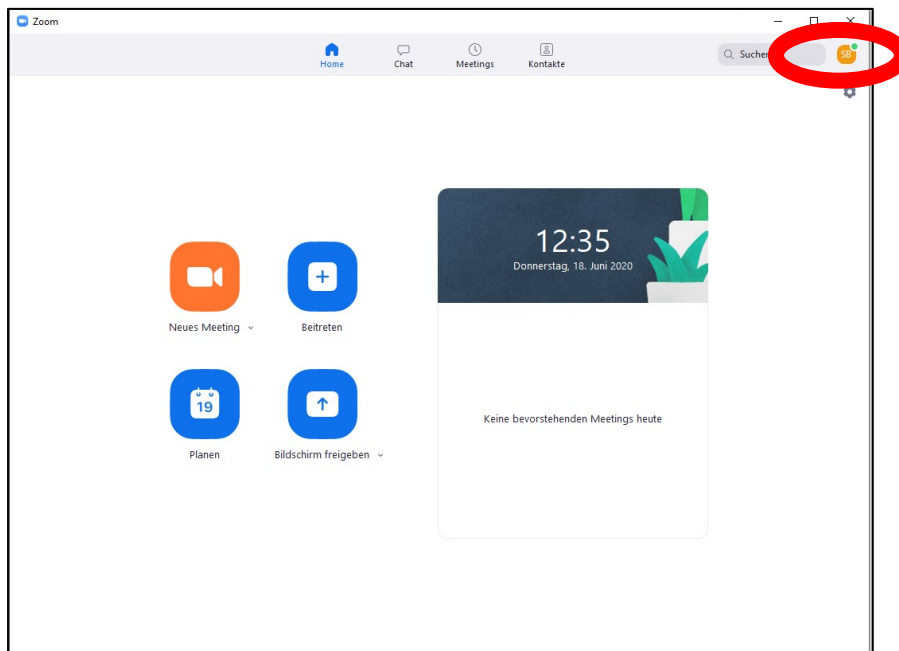 Zoom
Home
Chat
Meetings
Kontakte
Suchen
SB
12:35
Donnerstag, 18. Juni 2020
Neues Meeting
Beitreten
19
Planen
Bildschirm freigeben
Keine bevorstehenden Meetings heute